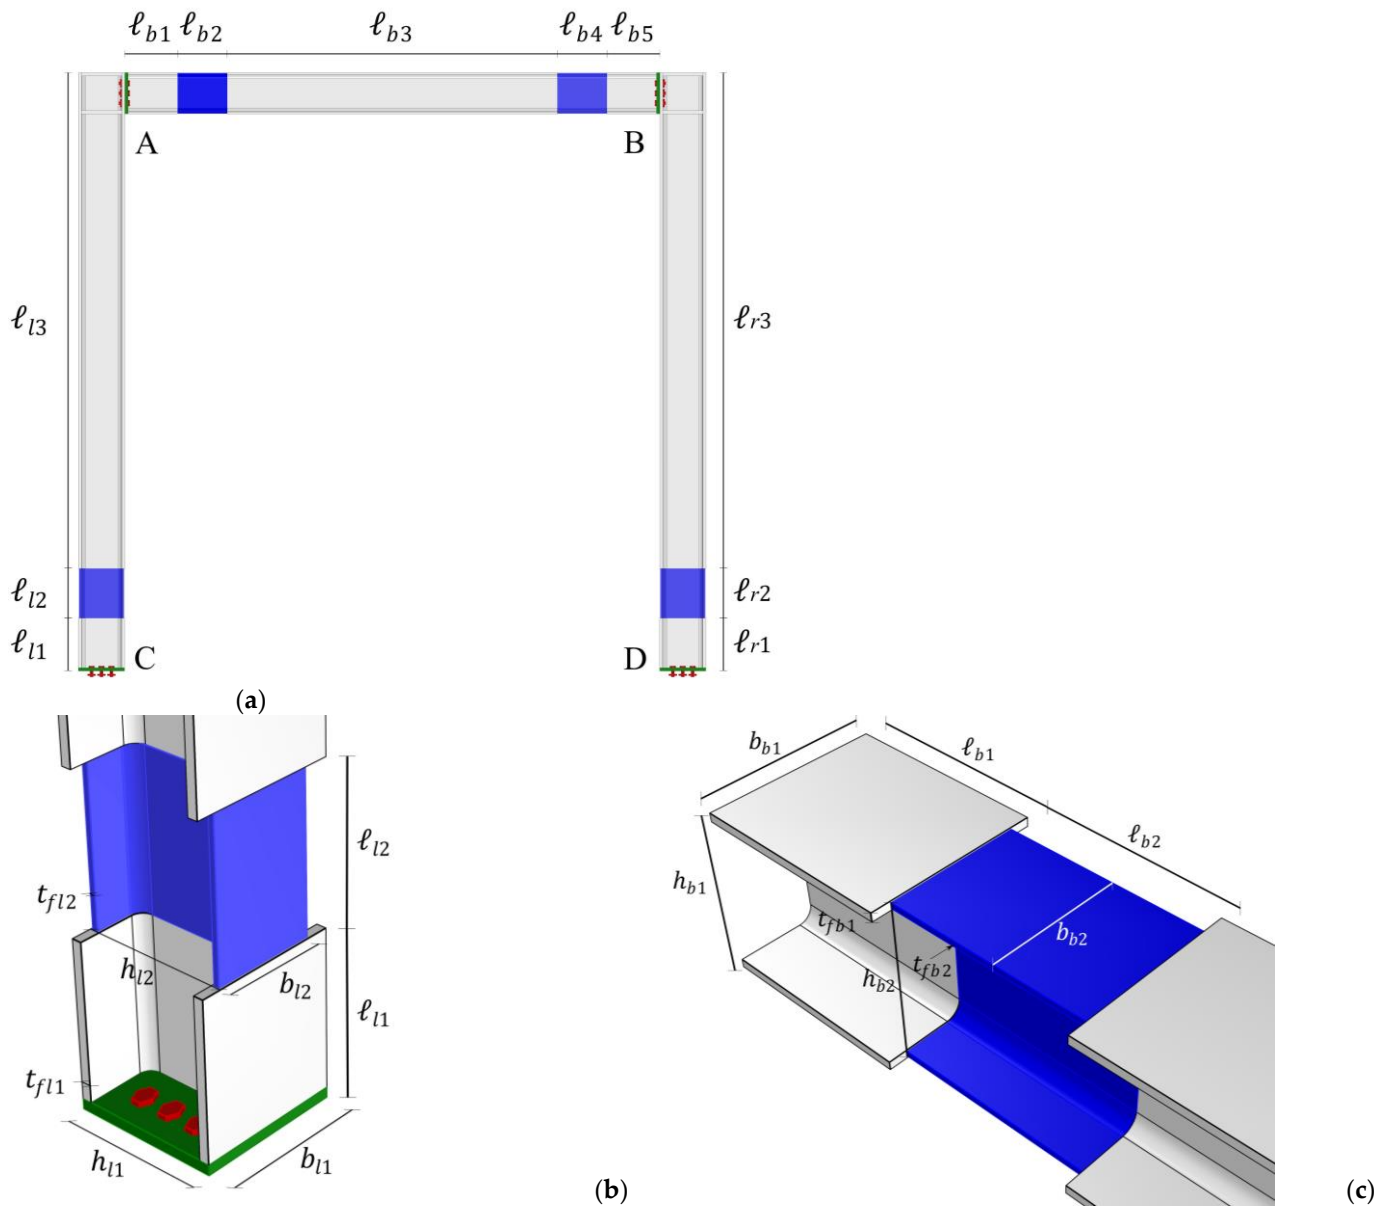 ℓb1 ℓb2 ℓb3 ℓb4 ℓb5
A B
ℓl3 ℓr3
ℓl2 ℓr2
ℓl1 C D ℓr1
(a)
bb1 ℓb1
ℓb2
ℓl2
hb1
tfl2
tfb1 bb2
tfb2
hl2 bl2 hb2
ℓl1
tfl1
hl1 bl1
(b) (c)